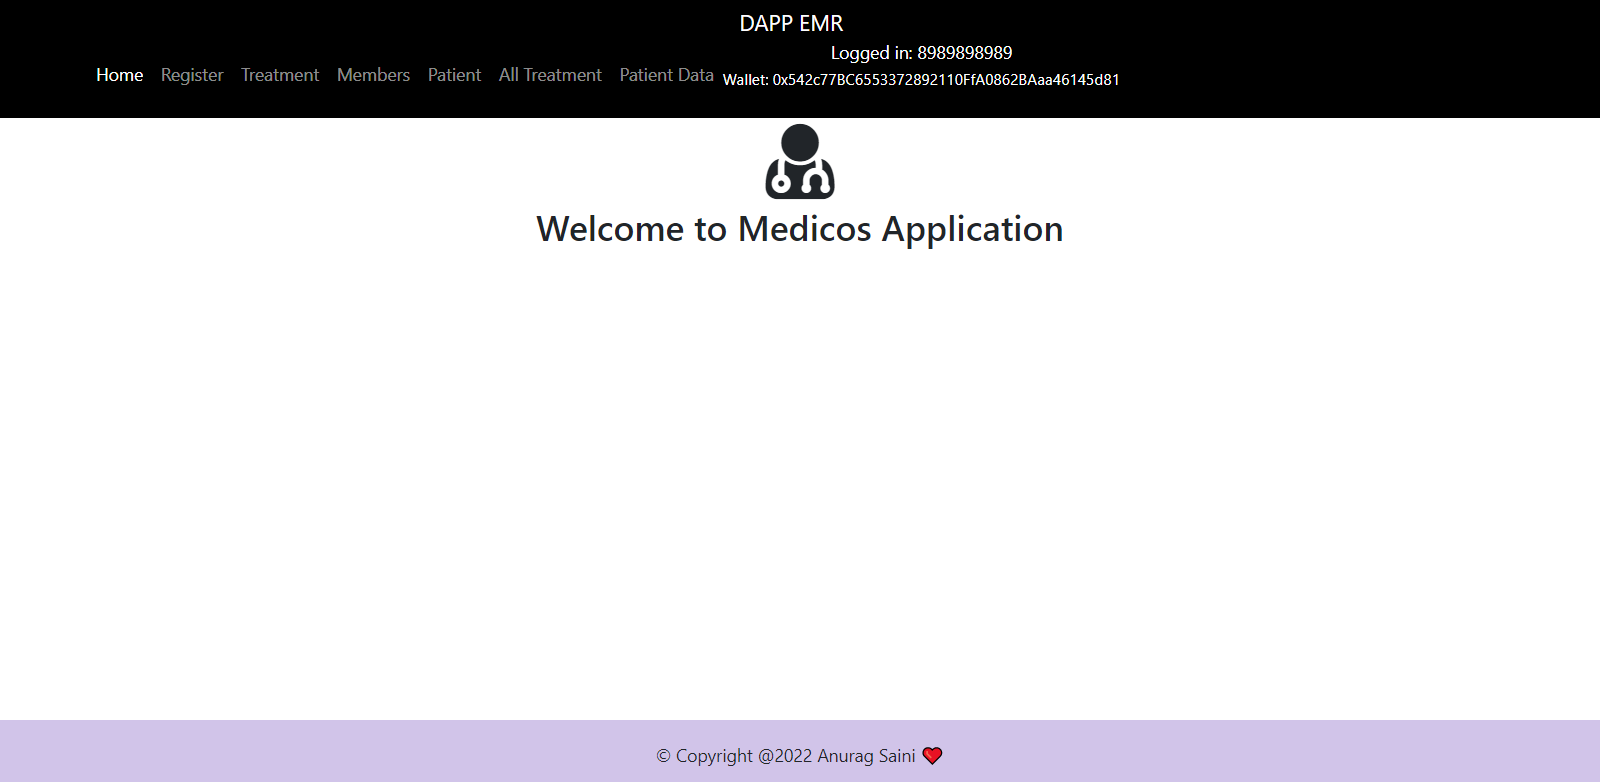 DAPP EMR
Logged in: 8989898989
Home Register Treatment Members Patient All Treatment Patient Data
Wallet: 0x542c77BC6553372892110FfA0862BAaa46145d81
Welcome to Medicos Application
© Copyright @2022 Anurag Saini ❤️